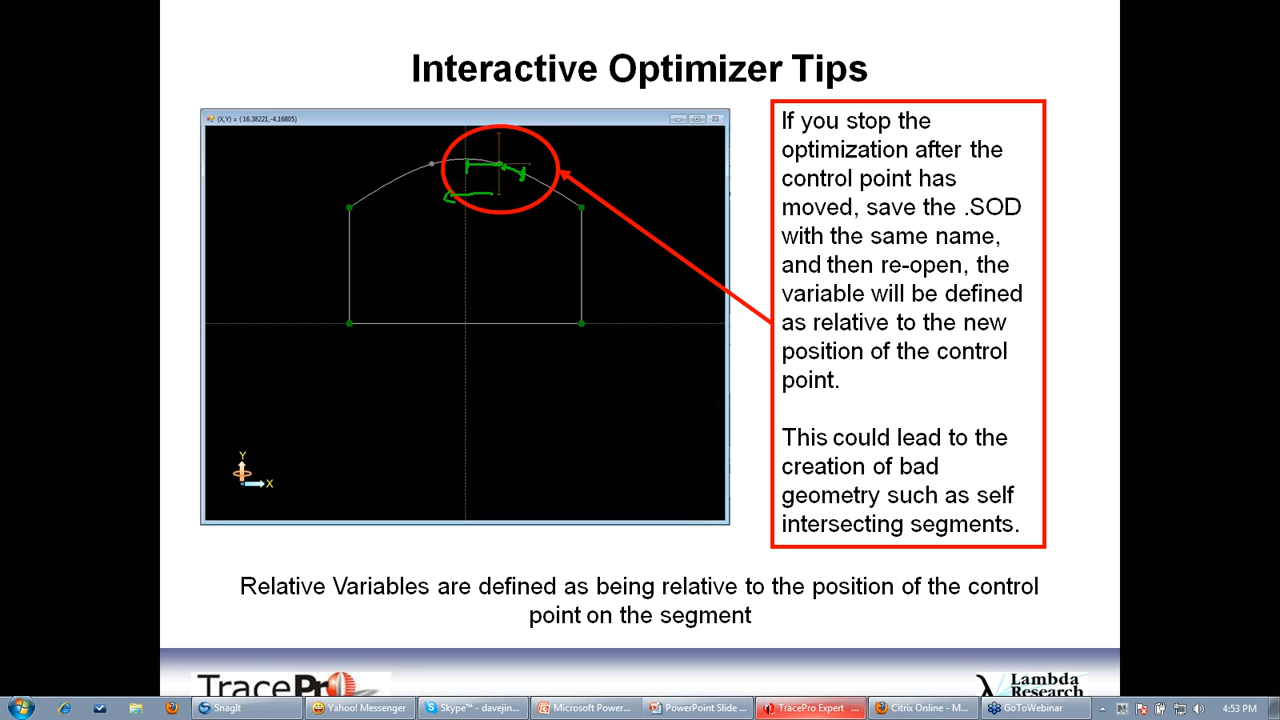 Interactive Optimizer Tips
(X,Y) = ( 16.38221,-4.16805)
If you stop the
optimization after the
control point has
moved, save the .SOD
with the same name,
and then re-open, the
variable will be defined
as relative to the new
position of the control
point.
This could lead to the
creation of bad
geometry such as self
intersecting segments.
Y
X
Relative Variables are defined as being relative to the position of the control
point on the segment
TracePro
Lambda
Research
SnagIt
Yahoo! Messenger
Skype™ - davejin...
Microsoft Power...
PowerPoint Slide ...
TracePro Expert ...
Citrix Online - M...
GoToWebinar
4:53 PM